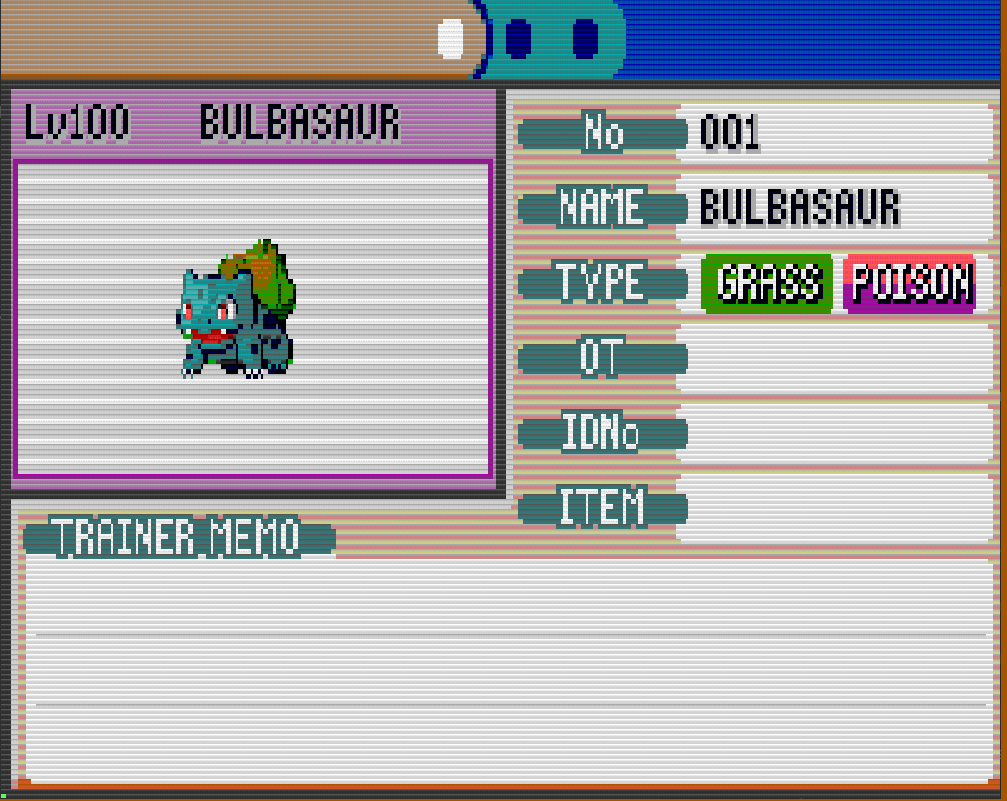 Lv100 BULBASAUR
No 001
NAME BULBASAUR
TYPE GRASS POISON
OT
IDNo
ITEM
TRAINER MEMO